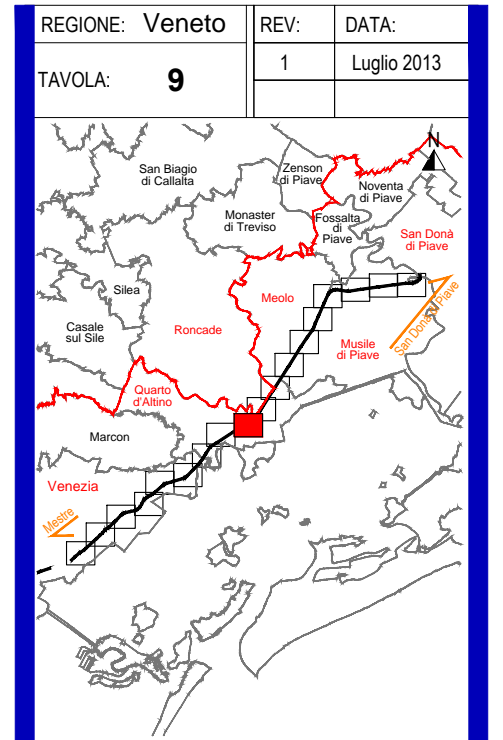 REGIONE: Veneto
REV:
DATA:
TAVOLA: 9
1
Luglio 2013
N
San Biagio
di Callalta
Zenson
di Piave
Noventa
di Piave
Monaster
di Treviso
Fossalta
di
Piave
San Donà
di Piave
Silea
Meolo
Casale
sul Sile
Roncade
Musile
di Piave
San Donà di Piave
Quarto
d'Altino
Marcon
Venezia
Mestre